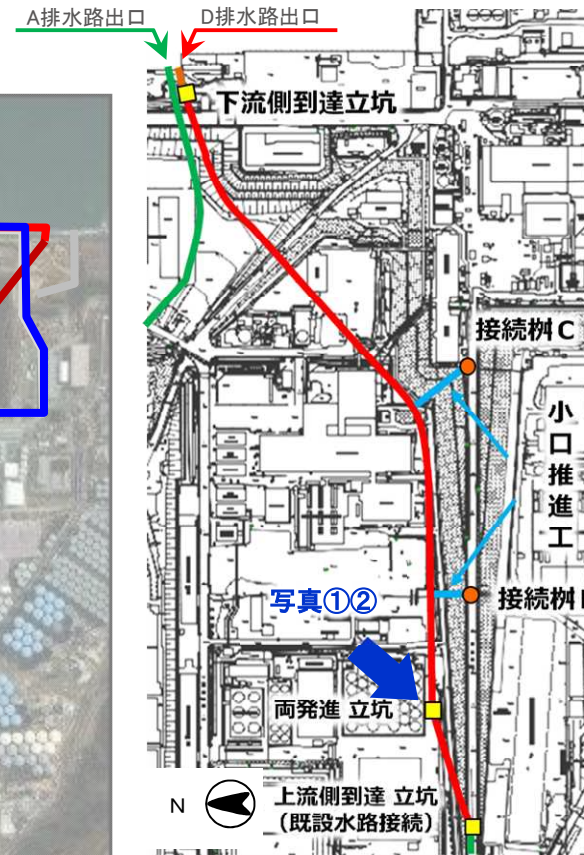 A排水路出口
D排水路出口
下流側到達立坑
接続桝C
小口推進工
接続桝
写真①②
両発進 立坑
N
上流側到達 立坑
(既設水路接続)